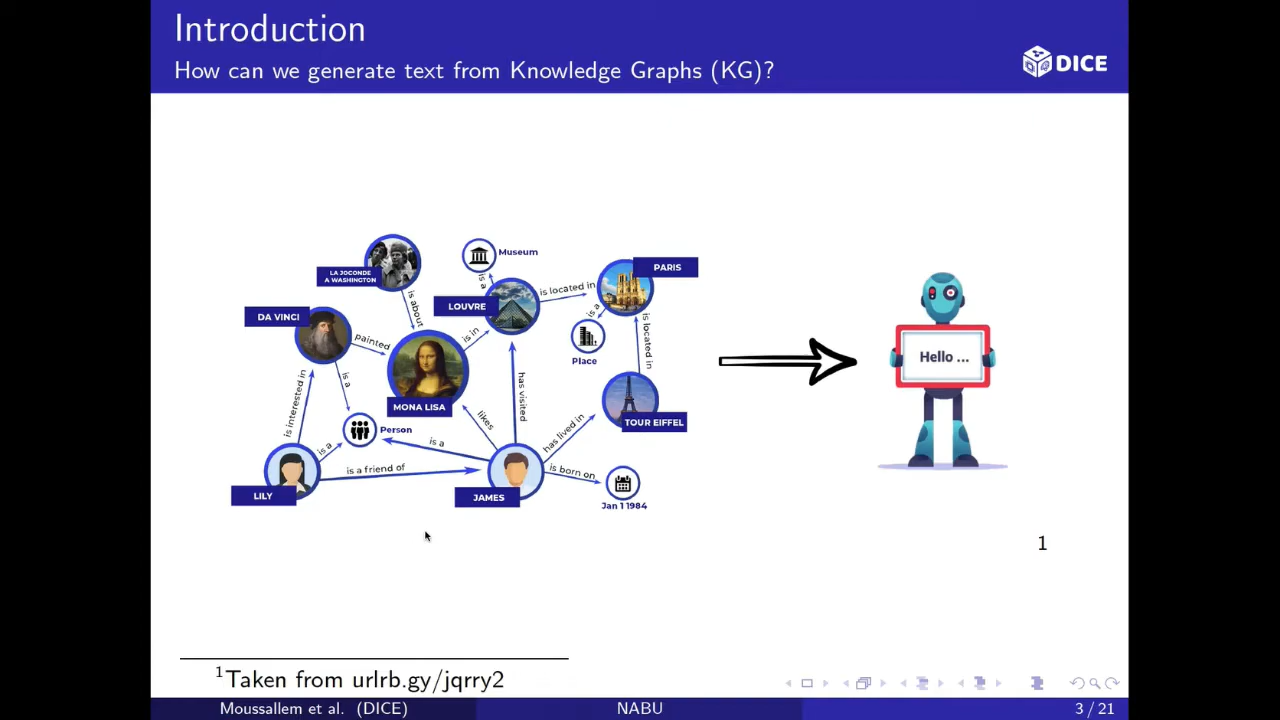 Introduction
How can we generate text from Knowledge Graphs (KG)?
DICE
LA JOCONDE
A WASHINGTON
Museum
PARIS
is a
is located in
LOUVRE
DA VINCI
is about
painted
is in
is a
Place
is located in
Hello ...
MONA LISA
is a
has visited
TOUR EIFFEL
is interested in
likes
has lived in
Person
is a
is a
is a friend of
is born on
LILY
JAMES
Jan 1 1984
1
1Taken from urlrb.gy/jqrry2
Moussallem et al. (DICE)
NABU
3 / 21